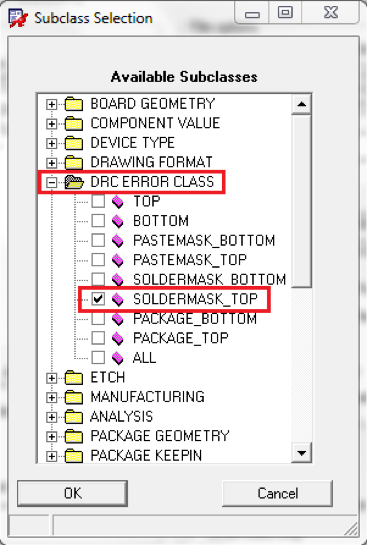 Subclass Selection
Available Subclasses
BOARD GEOMETRY
COMPONENT VALUE
DEVICE TYPE
DRAWING FORMAT
DRC ERROR CLASS
TOP
BOTTOM
PASTEMASK_BOTTOM
PASTEMASK_TOP
SOLDERMASK_BOTTOM
SOLDERMASK_TOP
PACKAGE_BOTTOM
PACKAGE_TOP
ALL
ETCH
MANUFACTURING
ANALYSIS
PACKAGE GEOMETRY
PACKAGE KEEPIN
OK Cancel